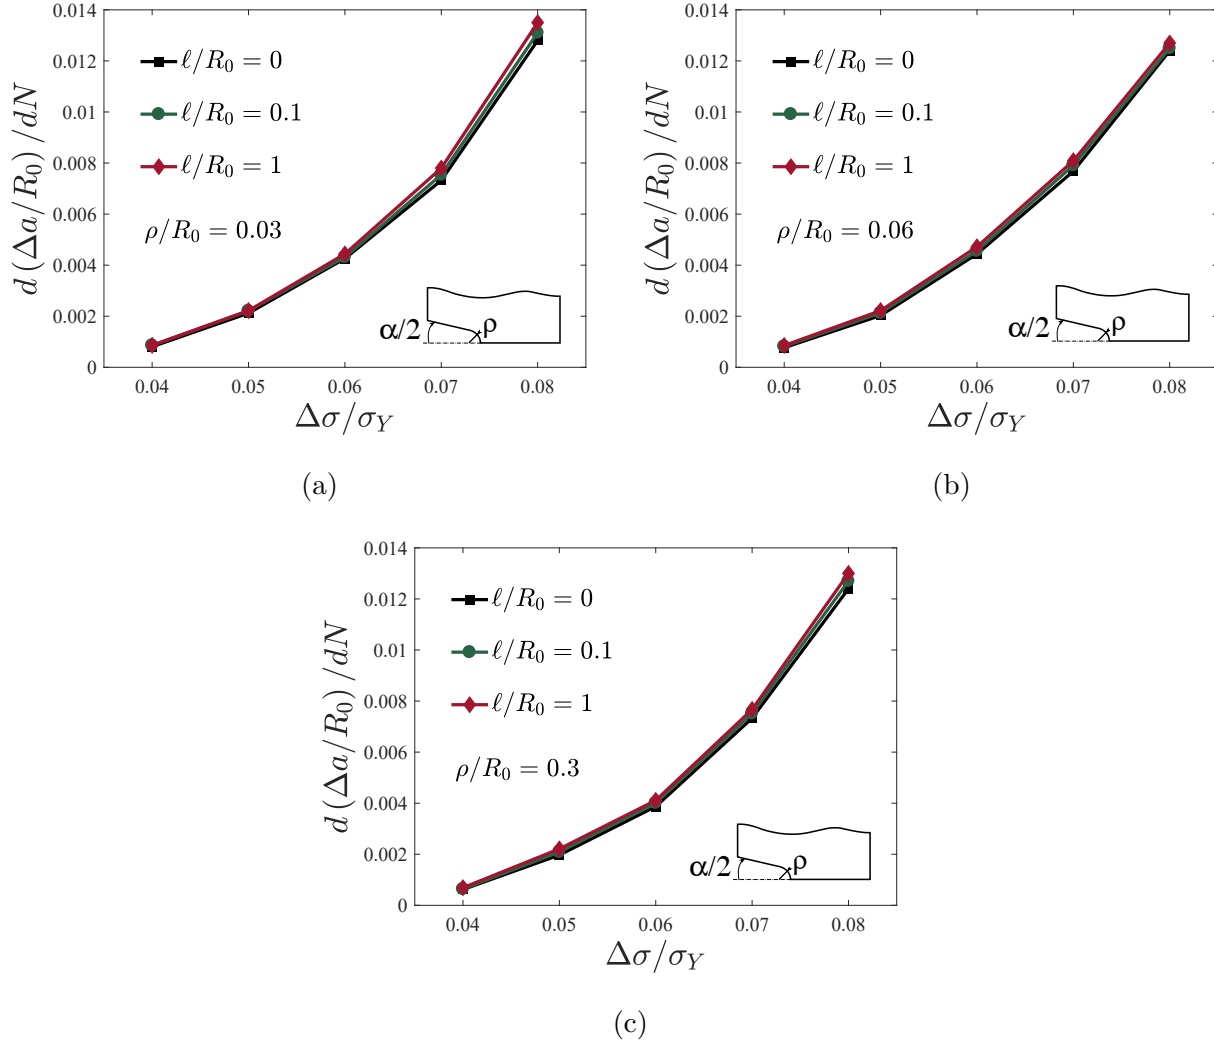 0.014
0.012
0.01
0.008
0.006
0.004
0.002
0
d (Δa/R₀) /dN
ℓ/R₀ = 0
ℓ/R₀ = 0.1
ℓ/R₀ = 1
ρ/R₀ = 0.03
α/2
ρ
0.04 0.05 0.06 0.07 0.08
Δσ/σ_Y
(a)
0.014
0.012
0.01
0.008
0.006
0.004
0.002
0
d (Δa/R₀) /dN
ℓ/R₀ = 0
ℓ/R₀ = 0.1
ℓ/R₀ = 1
ρ/R₀ = 0.06
α/2
ρ
0.04 0.05 0.06 0.07 0.08
Δσ/σ_Y
(b)
0.014
0.012
0.01
0.008
0.006
0.004
0.002
0
d (Δa/R₀) /dN
ℓ/R₀ = 0
ℓ/R₀ = 0.1
ℓ/R₀ = 1
ρ/R₀ = 0.3
α/2
ρ
0.04 0.05 0.06 0.07 0.08
Δσ/σ_Y
(c)